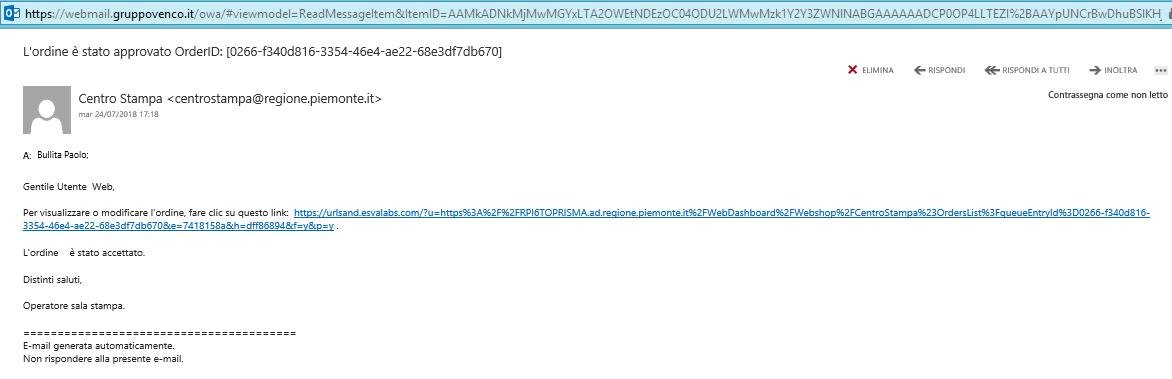 https://webmail.gruppovenco.it/owa/#viewmodel=ReadMessageItem&ItemID=AAMkADNkMjMwMGYxLTA2OWEtNDEzOC04ODU2LWMwMzk1Y2Y3ZWNINABGAAAAAADCP0OP4LLTEZI%2BAAYpUNCrBwDhuBSIKHJ
L'ordine è stato approvato OrderID: [0266-f340d816-3354-46e4-ae22-68e3df7db670]
ELIMINA RISPONDI RISPONDI A TUTTI INOLTRA ...
Centro Stampa <centrostampa@regione.piemonte.it>
Contrassegna come non letto
mar 24/07/2018 17:18
A: Bullita Paolo;
Gentile Utente Web,
Per visualizzare o modificare l'ordine, fare clic su questo link: https://urlsand.esvalabs.com/?u=https%3A%2F%2FRPI6TOPRISMA.ad.regione.piemonte.it%2FWebDashboard%2FWebshop%2FCentroStampa%23OrdersList%3FqueueEntryId%3D0266-f340d816-
3354-46e4-ae22-68e3df7db670&e=7418158a&h=dff86894&f=y&p=y .
L'ordine è stato accettato.
Distinti saluti,
Operatore sala stampa.
========================================
E-mail generata automaticamente.
Non rispondere alla presente e-mail.